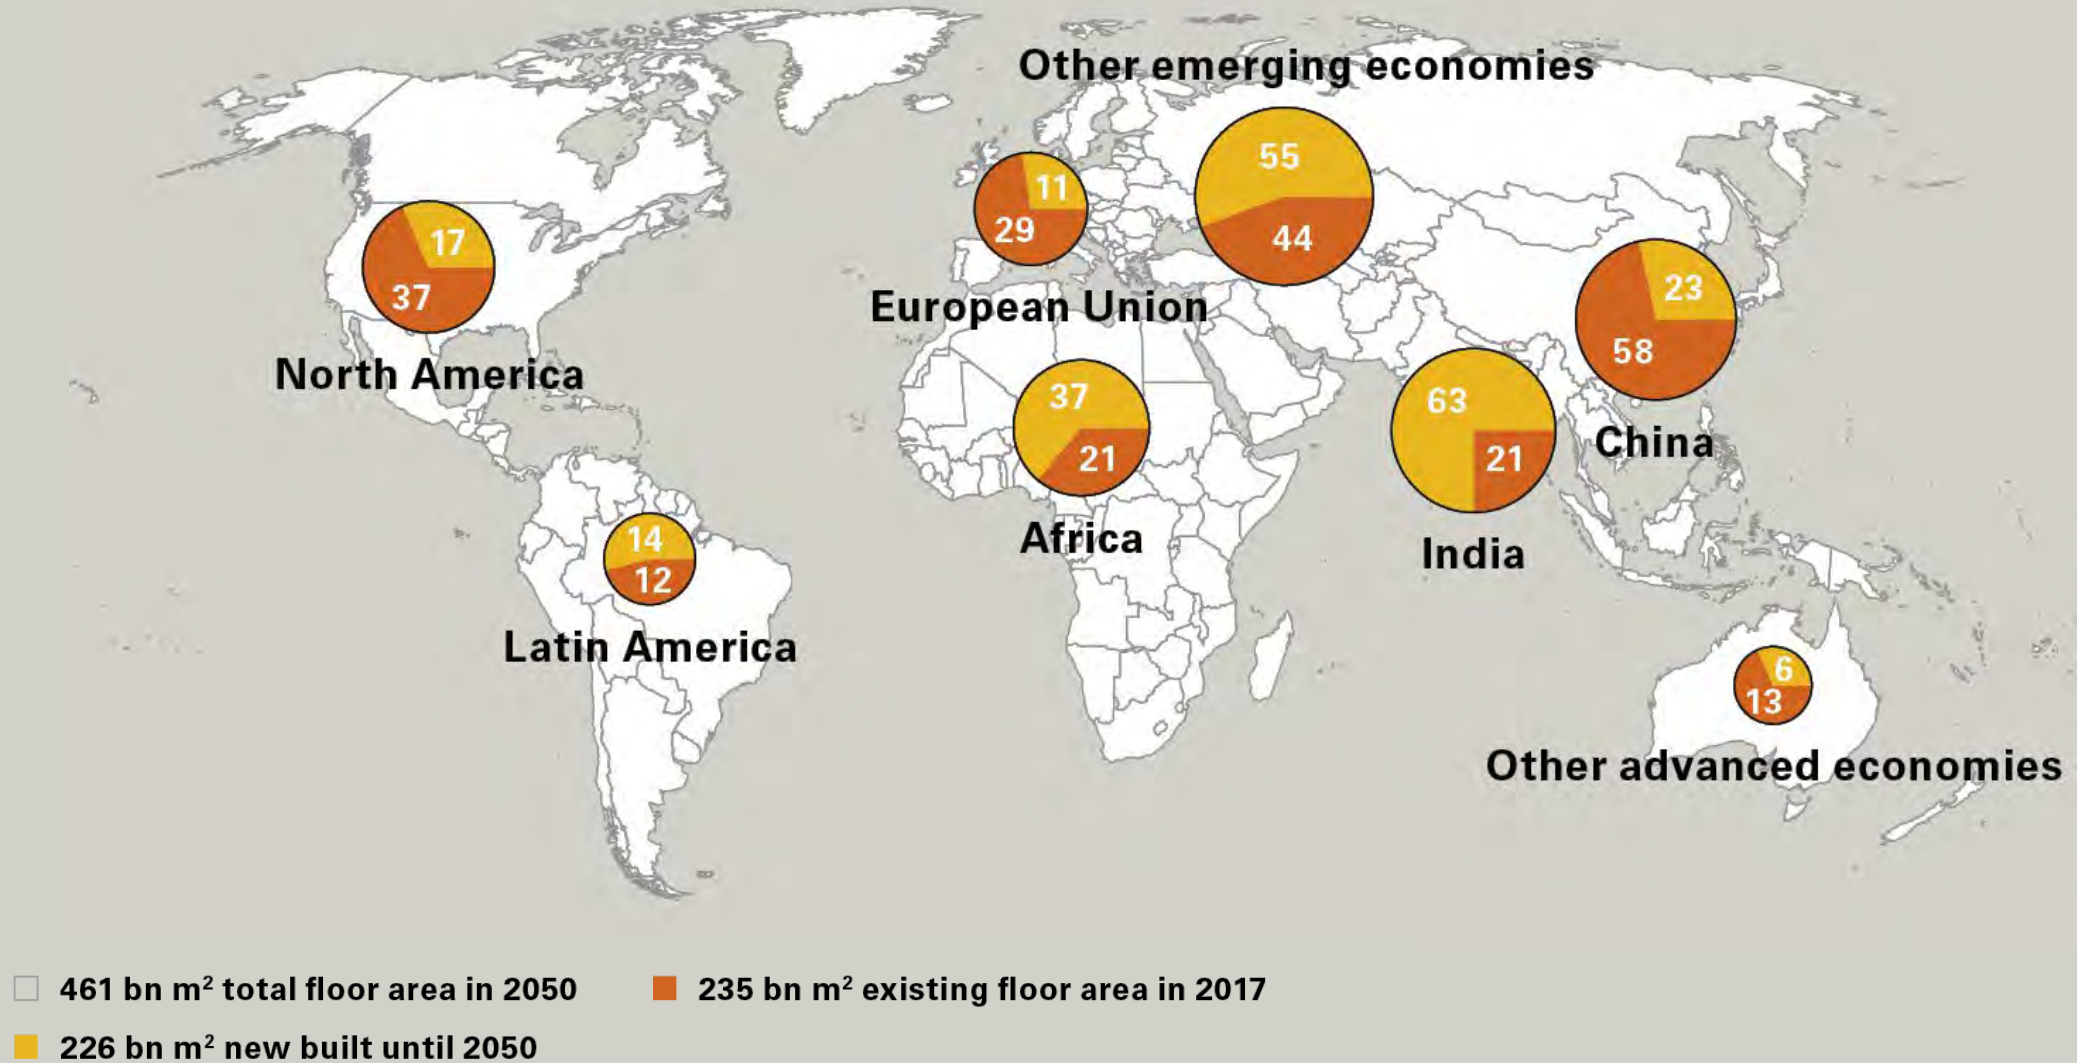 Other emerging economies
55
44
11
29
European Union
17
37
North America
23
58
China
37
21
Africa
63
21
India
14
12
Latin America
6
13
Other advanced economies
461 bn m² total floor area in 2050
235 bn m² existing floor area in 2017
226 bn m² new built until 2050